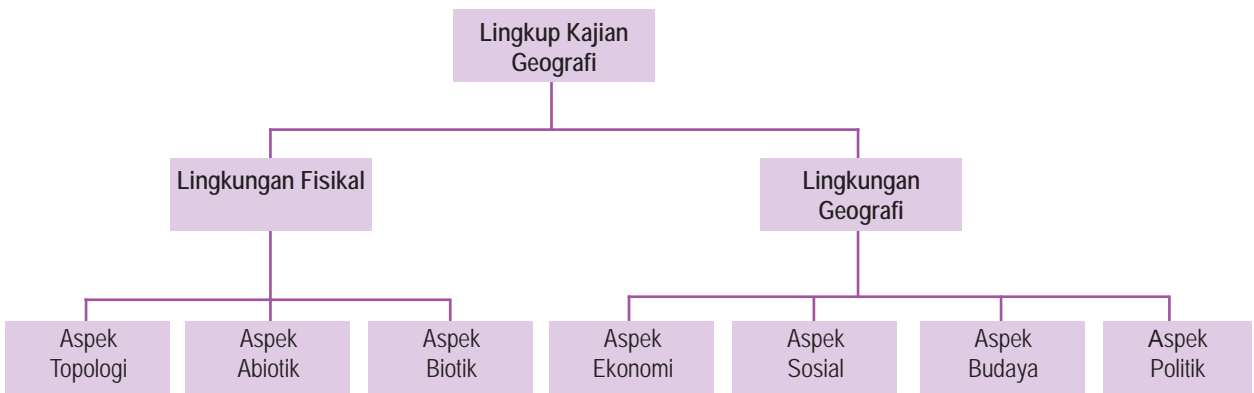 Lingkup Kajian
Geografi
Lingkungan Fisikal
Lingkungan
Geografi
Aspek
Topologi
Aspek
Abiotik
Aspek
Biotik
Aspek
Ekonomi
Aspek
Sosial
Aspek
Budaya
Aspek
Politik